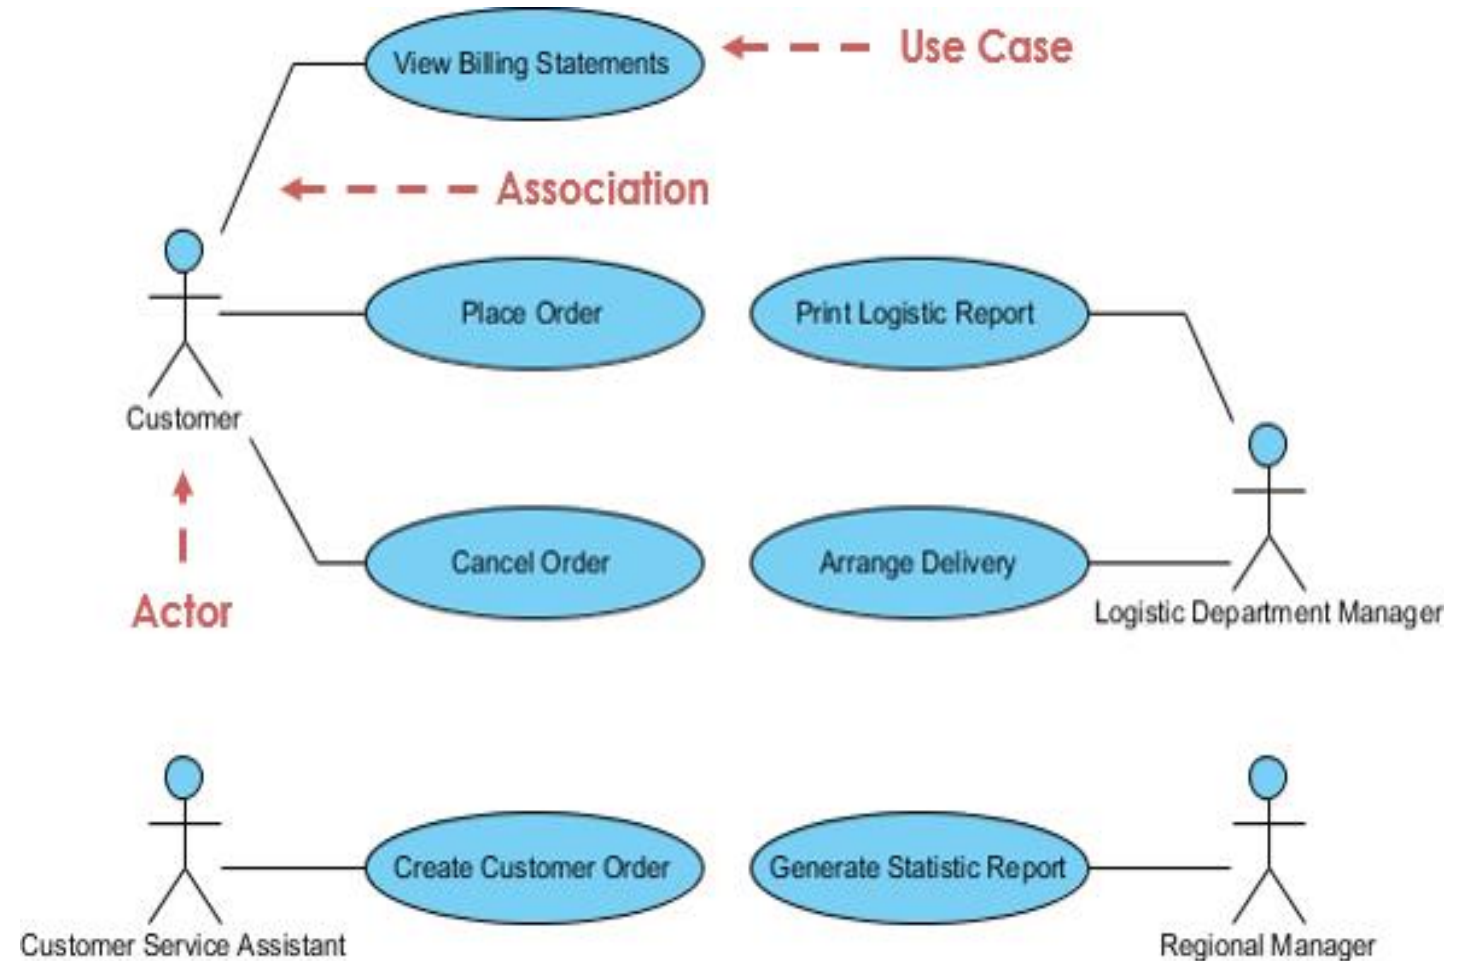 View Billing Statements
Use Case
Association
Place Order
Print Logistic Report
Customer
Cancel Order
Arrange Delivery
Actor
Logistic Department Manager
Create Customer Order
Generate Statistic Report
Customer Service Assistant
Regional Manager